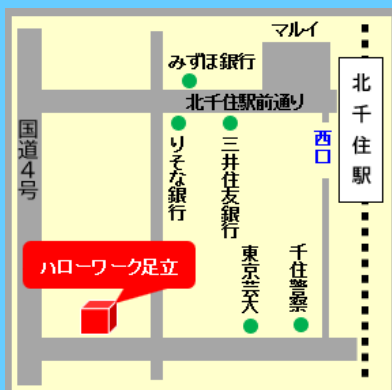 マルイ
みずほ銀行
北千住駅前通り
北千住駅
西口
国道4号
りそな銀行
三井住友銀行
ハローワーク足立
東京芸大
千住警察